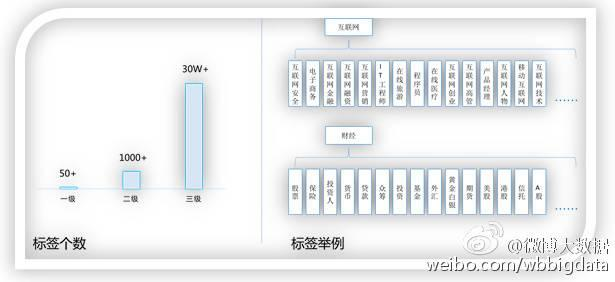 30W+
1000+
50+
一级
二级
三级
标签个数
互联网
互联网安全
电子商务
互联网金融
互联网融资
互联网营销
IT工程师
在线旅游
程序员
在线医疗
互联网创业
互联网高管
产品经理
互联网人物
移动互联网
互联网技术
……
财经
股票
保险
投资人
货币
贷款
众筹
投资
基金
外汇
黄金白银
期货
美股
港股
信托
A股
……
标签举例
@微博大数据
weibo.com/wbbigdata